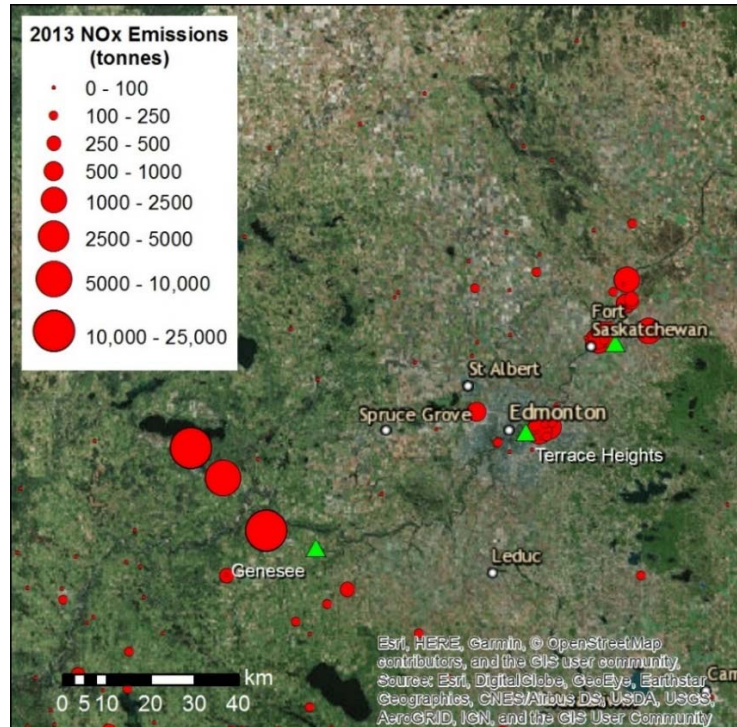 2013 NOx Emissions
(tonnes)
0 - 100
100 - 250
250 - 500
500 - 1000
1000 - 2500
2500 - 5000
5000 - 10,000
10,000 - 25,000
Fort
Saskatchewan
St Albert
Spruce Grove
Edmonton
Terrace Heights
Genesee
Leduc
Cam
km
0 5 10 20 30 40
Esri, HERE, Garmin, © OpenStreetMap
contributors, and the GIS user community,
Source: Esri, DigitalGlobe, GeoEye, Earthstar
Geographics, CNES/Airbus DS, USDA, USGS,
AeroGRID, IGN, and the GIS User Community